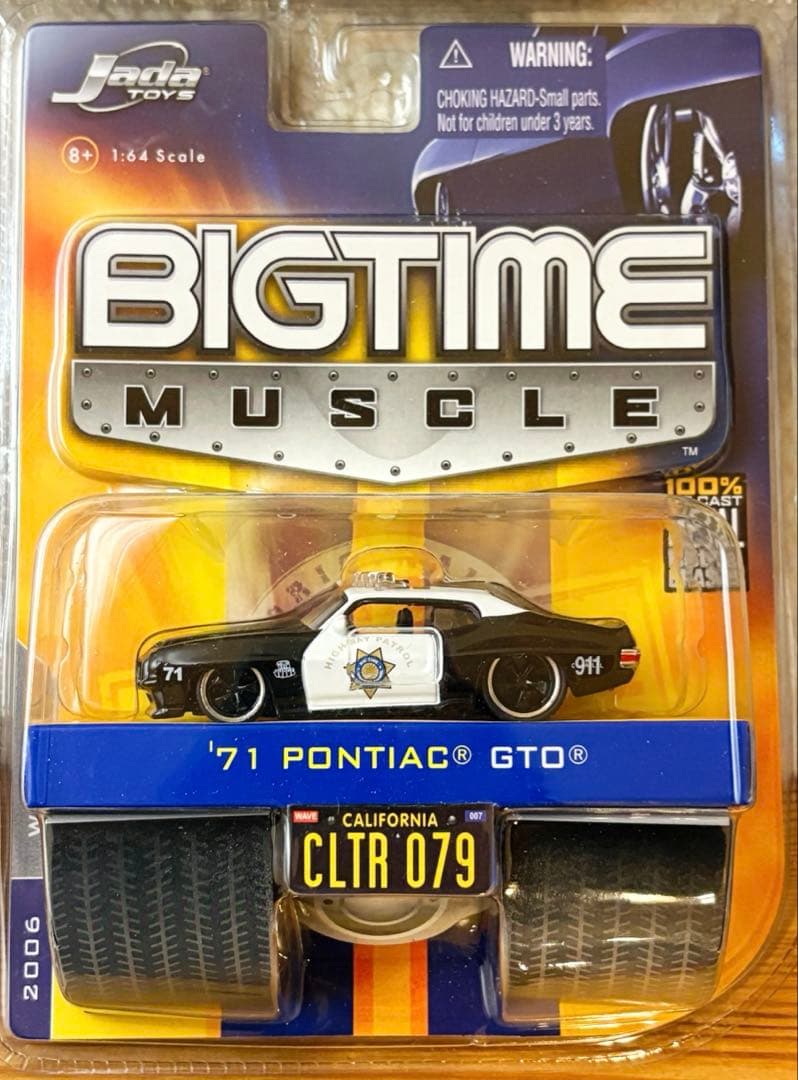 Jada®
TOYS
WARNING:
CHOKING HAZARD-Small parts.
Not for children under 3 years.
8+ 1:64 Scale
BIGTIME
MUSCLE
TM
100%
CAST
71
HIGHWAY PATROL
911
'71 PONTIAC® GTO®
WAVE CALIFORNIA 007
CLTR 079
2006